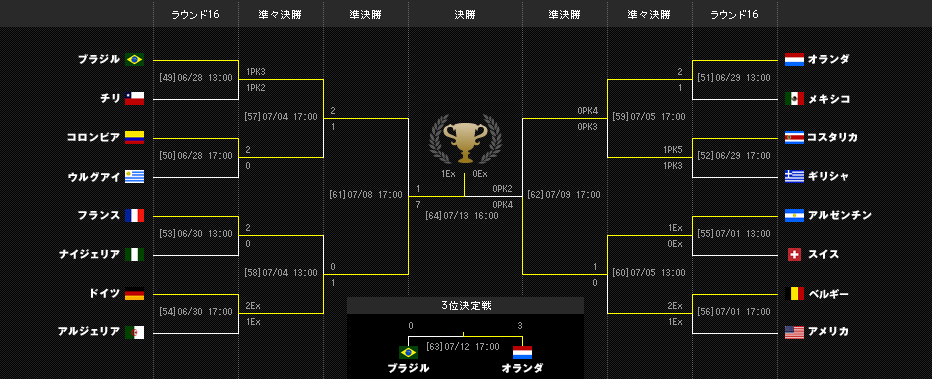 ラウンド16 準々決勝 準決勝 決勝 準決勝 準々決勝 ラウンド16
ブラジル
[49]06/28 13:00
チリ
1PK3
1PK2
[57]07/04 17:00
コロンビア
[50]06/28 17:00
ウルグアイ
2
0
2
1
[61]07/08 17:00
フランス
[53]06/30 13:00
ナイジェリア
2
0
[58]07/04 13:00
ドイツ
[54]06/30 17:00
アルジェリア
2Ex
1Ex
0
1
1Ex 0Ex
1
7
0PK2
0PK4
[64]07/13 16:00
オランダ
[51]06/29 13:00
メキシコ
2
1
[59]07/05 17:00
コスタリカ
[52]06/29 17:00
ギリシャ
1PK5
1PK3
0PK4
0PK3
[62]07/09 17:00
アルゼンチン
[55]07/01 13:00
スイス
1Ex
0Ex
[60]07/05 13:00
ベルギー
[56]07/01 17:00
アメリカ
2Ex
1Ex
1
0
3位決定戦
0 3
[63]07/12 17:00
ブラジル オランダ